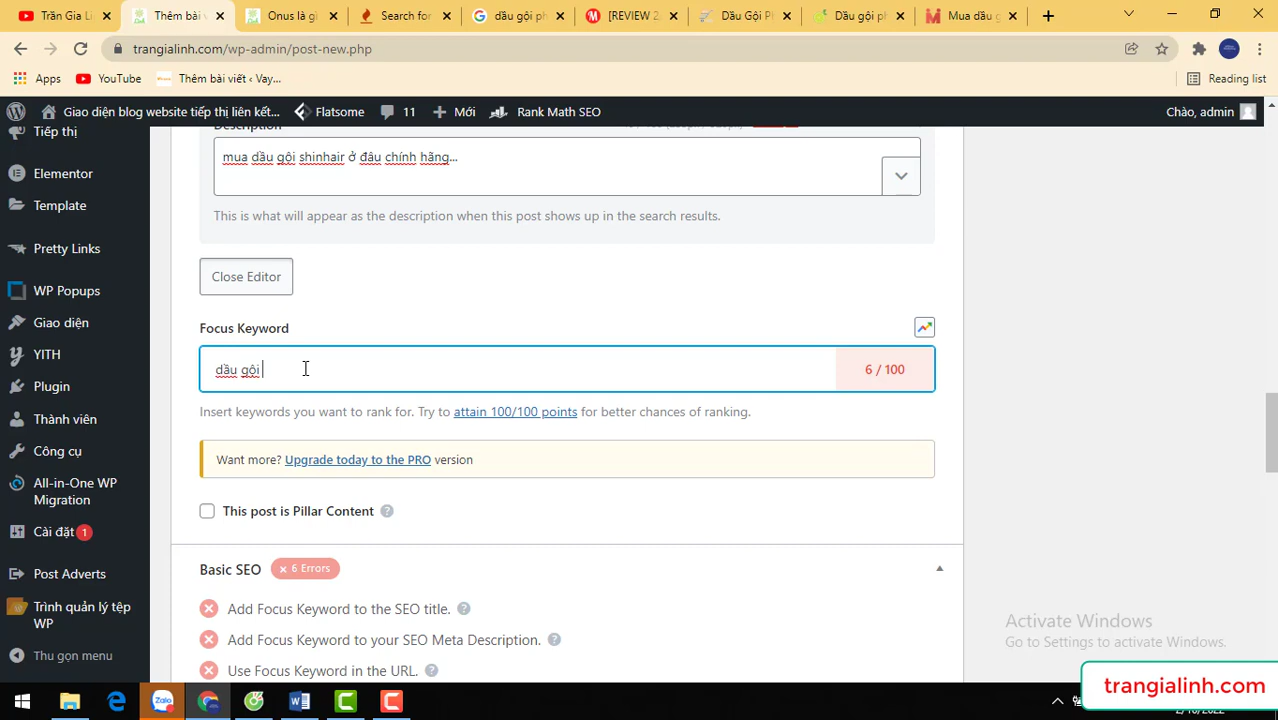 Trần Gia Li
Thêm bài v
Onus là gì
Search for
dầu gội ph
[REVIEW 2
Dầu Gội Ph
Dầu gội ph
Mua dầu g
trangialinh.com/wp-admin/post-new.php
Apps
YouTube
Thêm bài viết ‹ Vay...
Reading list
Giao diện blog website tiếp thị liên kết...
Flatsome
11
Mới
Rank Math SEO
Chào, admin
Tiếp thị
Elementor
Template
Pretty Links
WP Popups
Giao diện
YITH
Plugin
Thành viên
Công cụ
All-in-One WP
Migration
Cài đặt 1
Post Adverts
Trình quản lý tệp
WP
Thu gọn menu
Description
mua dầu gội shinhair ở đâu chính hãng...
This is what will appear as the description when this post shows up in the search results.
Close Editor
Focus Keyword
dầu gội
6 / 100
Insert keywords you want to rank for. Try to attain 100/100 points for better chances of ranking.
Want more? Upgrade today to the PRO version
This post is Pillar Content
Basic SEO
6 Errors
Add Focus Keyword to the SEO title.
Add Focus Keyword to your SEO Meta Description.
Use Focus Keyword in the URL.
Activate Windows
Go to Settings to activate Windows.
Zalo
trangialinh.com